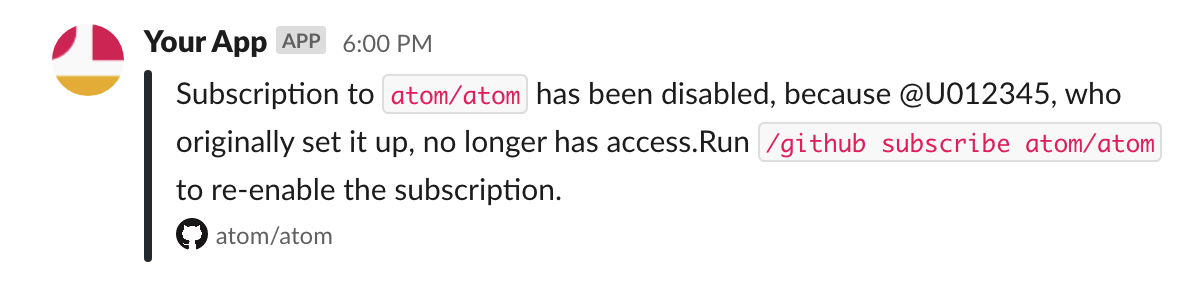 Your App APP 6:00 PM
Subscription to atom/atom has been disabled, because @U012345, who
originally set it up, no longer has access.Run /github subscribe atom/atom
to re-enable the subscription.
atom/atom